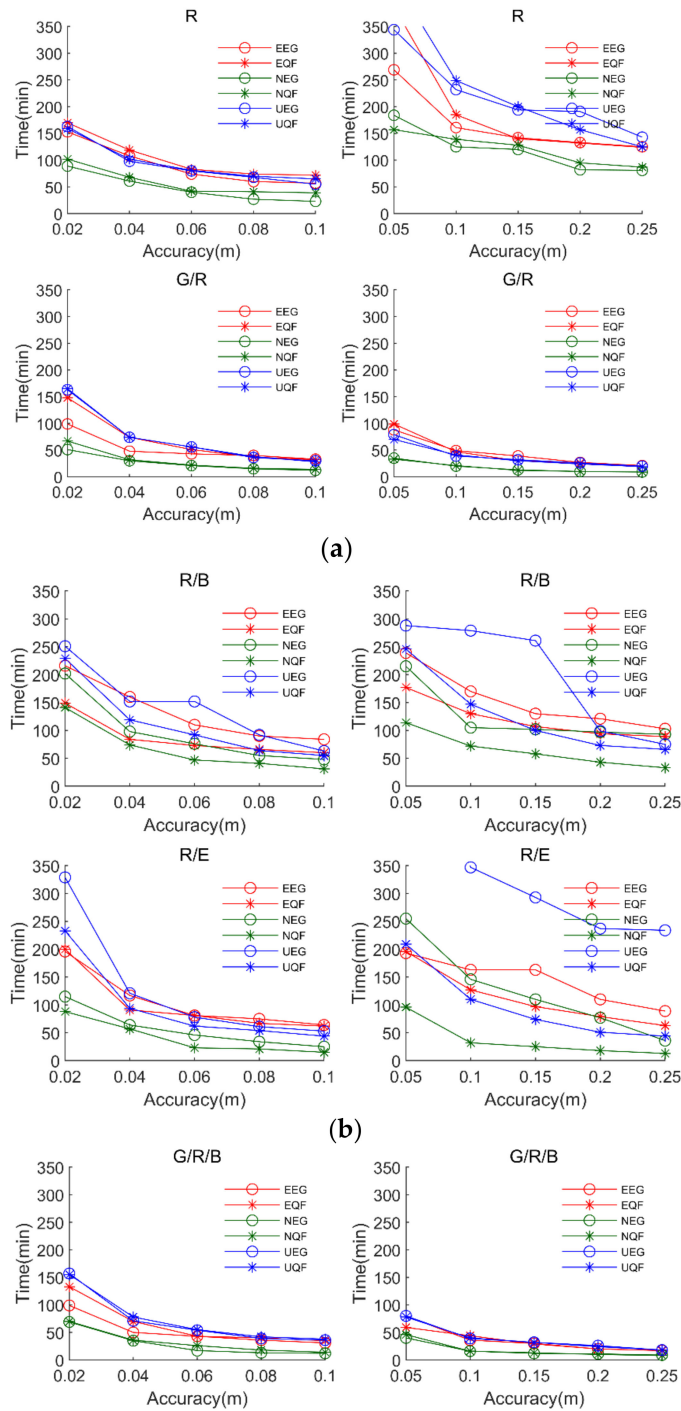 R
350
300
250
200
150
100
50
0
Time(min)
0.02 0.04 0.06 0.08 0.1
Accuracy(m)
EEG
EQF
NEG
NQF
UEG
UQF
R
350
300
250
200
150
100
50
0
Time(min)
0.05 0.1 0.15 0.2 0.25
Accuracy(m)
EEG
EQF
NEG
NQF
UEG
UQF
G/R
350
300
250
200
150
100
50
0
Time(min)
0.02 0.04 0.06 0.08 0.1
Accuracy(m)
EEG
EQF
NEG
NQF
UEG
UQF
G/R
350
300
250
200
150
100
50
0
Time(min)
0.05 0.1 0.15 0.2 0.25
Accuracy(m)
EEG
EQF
NEG
NQF
UEG
UQF
(a)
R/B
350
300
250
200
150
100
50
0
Time(min)
0.02 0.04 0.06 0.08 0.1
Accuracy(m)
EEG
EQF
NEG
NQF
UEG
UQF
R/B
350
300
250
200
150
100
50
0
Time(min)
0.05 0.1 0.15 0.2 0.25
Accuracy(m)
EEG
EQF
NEG
NQF
UEG
UQF
R/E
350
300
250
200
150
100
50
0
Time(min)
0.02 0.04 0.06 0.08 0.1
Accuracy(m)
EEG
EQF
NEG
NQF
UEG
UQF
R/E
350
300
250
200
150
100
50
0
Time(min)
0.05 0.1 0.15 0.2 0.25
Accuracy(m)
EEG
EQF
NEG
NQF
UEG
UQF
(b)
G/R/B
350
300
250
200
150
100
50
0
Time(min)
0.02 0.04 0.06 0.08 0.1
Accuracy(m)
EEG
EQF
NEG
NQF
UEG
UQF
G/R/B
350
300
250
200
150
100
50
0
Time(min)
0.05 0.1 0.15 0.2 0.25
Accuracy(m)
EEG
EQF
NEG
NQF
UEG
UQF